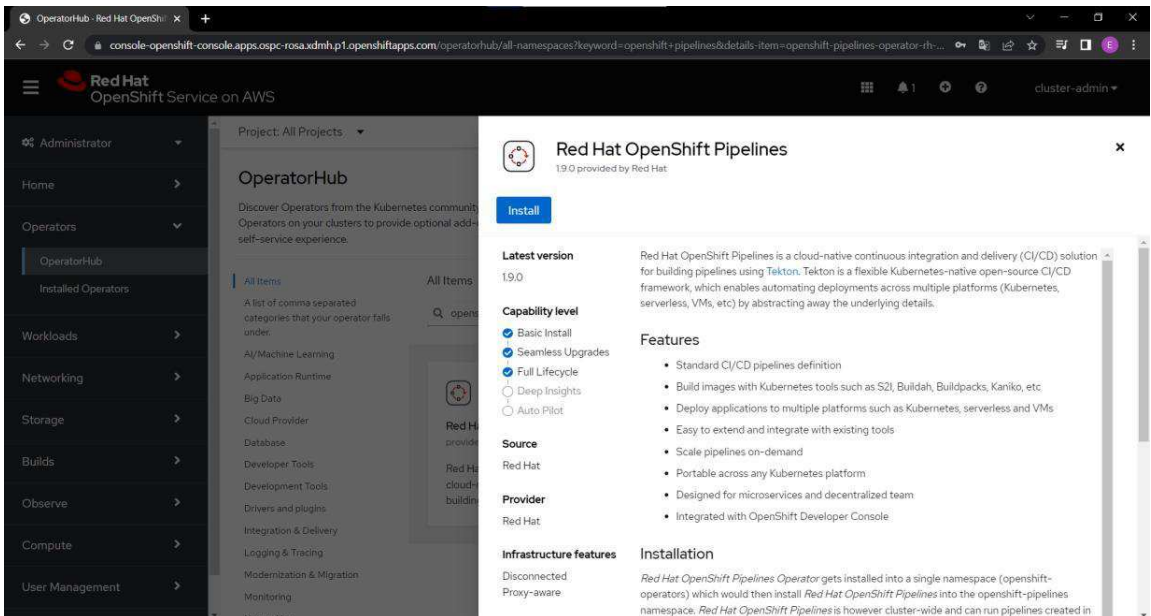 OperatorHub · Red Hat OpenShi
console-openshift-console.apps.ospc-rosa.xdmh.p1.openshiftapps.com/operatorhub/all-namespaces?keyword=openshift+pipelines&details-item=openshift-pipelines-operator-rh-...
E
Red Hat
OpenShift Service on AWS
1
cluster-admin
Administrator
Home
Operators
OperatorHub
Installed Operators
Workloads
Networking
Storage
Builds
Observe
Compute
User Management
Project: All Projects
OperatorHub
Discover Operators from the Kubernetes community
Operators on your clusters to provide optional add-
self-service experience.
All Items
A list of comma separated
categories that your operator falls
under.
AI/Machine Learning
Application Runtime
Big Data
Cloud Provider
Database
Developer Tools
Development Tools
Drivers and plugins
Integration & Delivery
Logging & Tracing
Modernization & Migration
Monitoring
All Items
opens
Red H
provide
Red Ha
cloud-
buildin
Red Hat OpenShift Pipelines
1.9.0 provided by Red Hat
Install
Latest version
1.9.0
Capability level
Basic Install
Seamless Upgrades
Full Lifecycle
Deep Insights
Auto Pilot
Source
Red Hat
Provider
Red Hat
Infrastructure features
Disconnected
Proxy-aware
Red Hat OpenShift Pipelines is a cloud-native continuous integration and delivery (CI/CD) solution
for building pipelines using Tekton. Tekton is a flexible Kubernetes-native open-source CI/CD
framework, which enables automating deployments across multiple platforms (Kubernetes,
serverless, VMs, etc) by abstracting away the underlying details.
Features
• Standard CI/CD pipelines definition
• Build images with Kubernetes tools such as S2I, Buildah, Buildpacks, Kaniko, etc
• Deploy applications to multiple platforms such as Kubernetes, serverless and VMs
• Easy to extend and integrate with existing tools
• Scale pipelines on-demand
• Portable across any Kubernetes platform
• Designed for microservices and decentralized team
• Integrated with OpenShift Developer Console
Installation
Red Hat OpenShift Pipelines Operator gets installed into a single namespace (openshift-
operators) which would then install Red Hat OpenShift Pipelines into the openshift-pipelines
namespace. Red Hat OpenShift Pipelines is however cluster-wide and can run pipelines created in